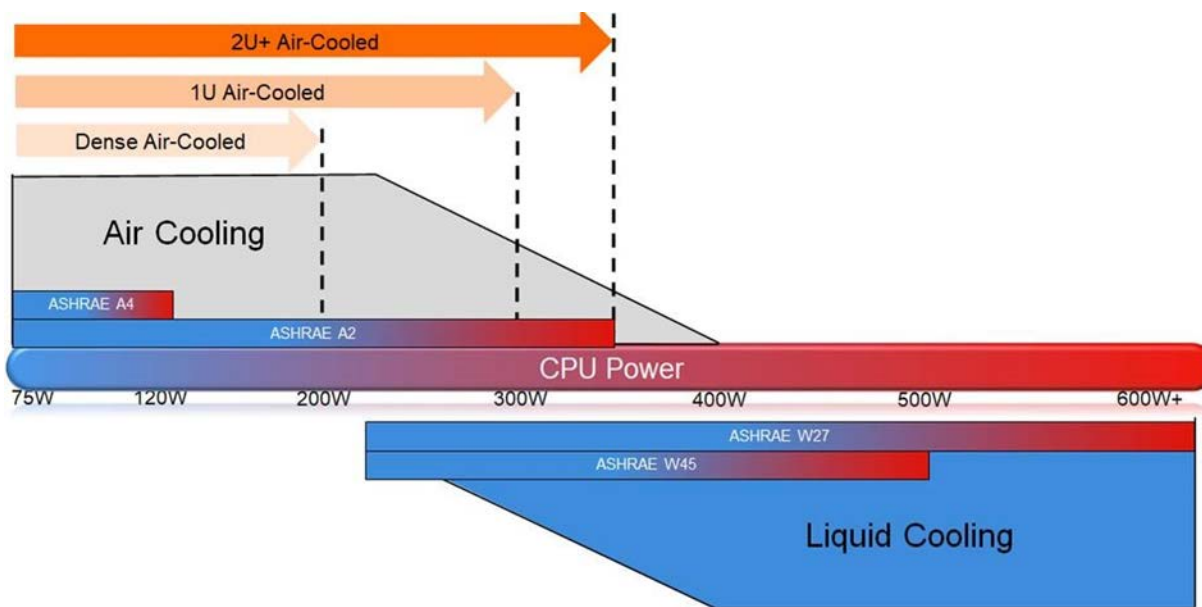 2U+ Air-Cooled
1U Air-Cooled
Dense Air-Cooled
Air Cooling
ASHRAE A4
ASHRAE A2
CPU Power
75W 120W 200W 300W 400W 500W 600W+
ASHRAE W27
ASHRAE W45
Liquid Cooling